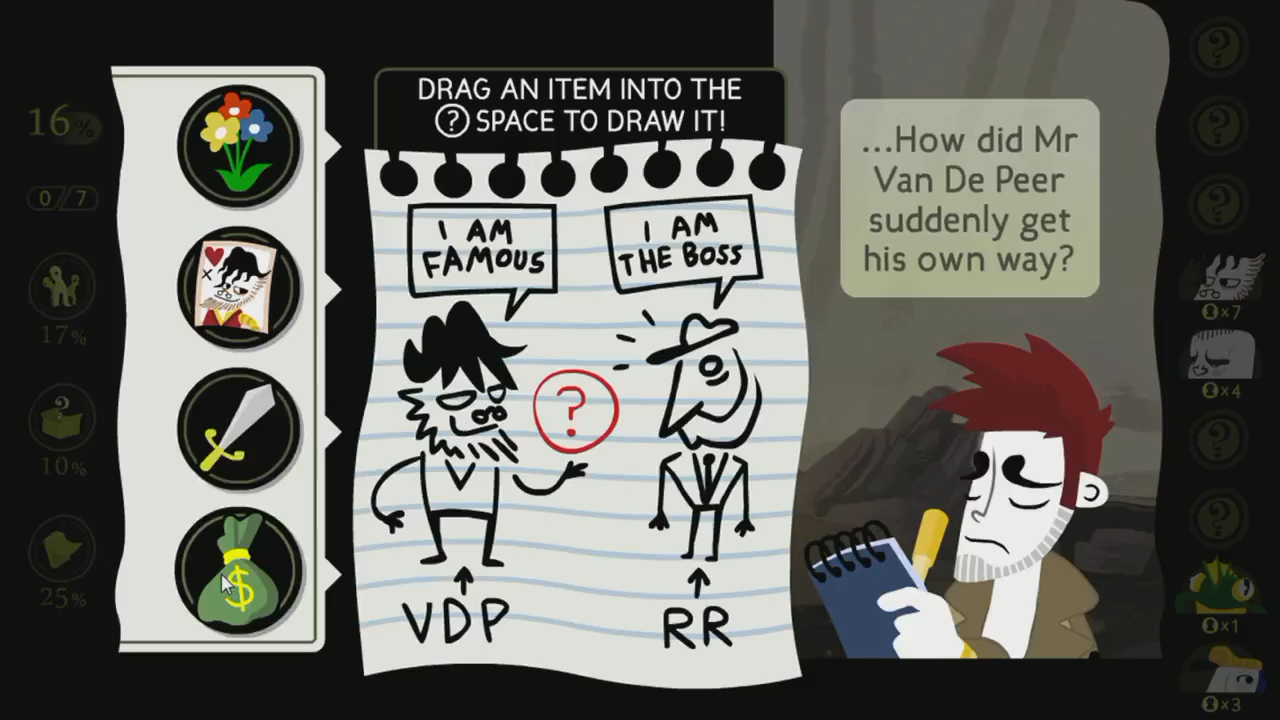 16%
0/7
17%
10%
25%
X
$
DRAG AN ITEM INTO THE
? SPACE TO DRAW IT!
I AM
FAMOUS
I AM
THE BOSS
?
VDP
RR
...How did Mr
Van De Peer
suddenly get
his own way?
?
?
?
x7
x4
?
?
x1
x3